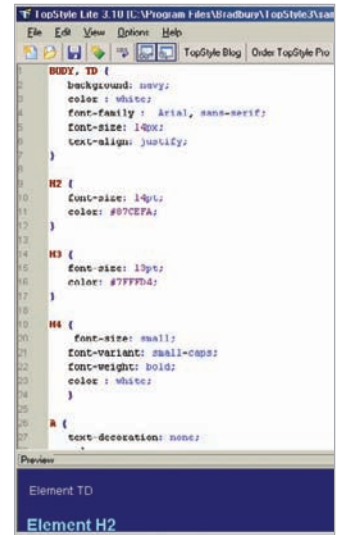 TopStyle Lite 3.10 [C:\Program Files\Bradbury\TopStyle3\sam
File Edit View Options Help
TopStyle Blog Order TopStyle Pro
1 BODY, TD {
2 background: navy;
3 color : white;
4 font-family : Arial, sans-serif;
5 font-size: 14px;
6 text-align: justify;
7 }
8
9 H2 {
10 font-size: 14pt;
11 color: #87CEFA;
12 }
13
14 H3 {
15 font-size: 13pt;
16 color: #7FFFD4;
17 }
18
19 H4 {
20 font-size: small;
21 font-variant: small-caps;
22 font-weight: bold;
23 color : white;
24 }
25
26 A {
27 text-decoration: none;
Preview
Element TD
Element H2